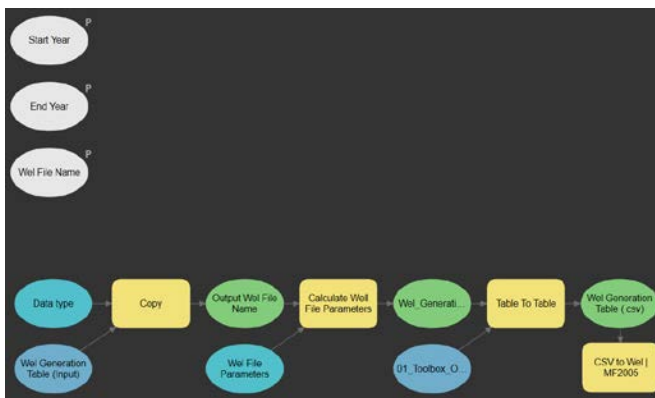 P
Start Year
P
End Year
P
Wel File Name
Data type
Copy
Output Wel File
Name
Calculate Well
File Parameters
Wel_Generati...
Table To Table
Wel Generation
Table (.csv)
Wel Generation
Table (Input)
Wel File
Parameters
01_Toolbox_O...
CSV to Wel |
MF2005